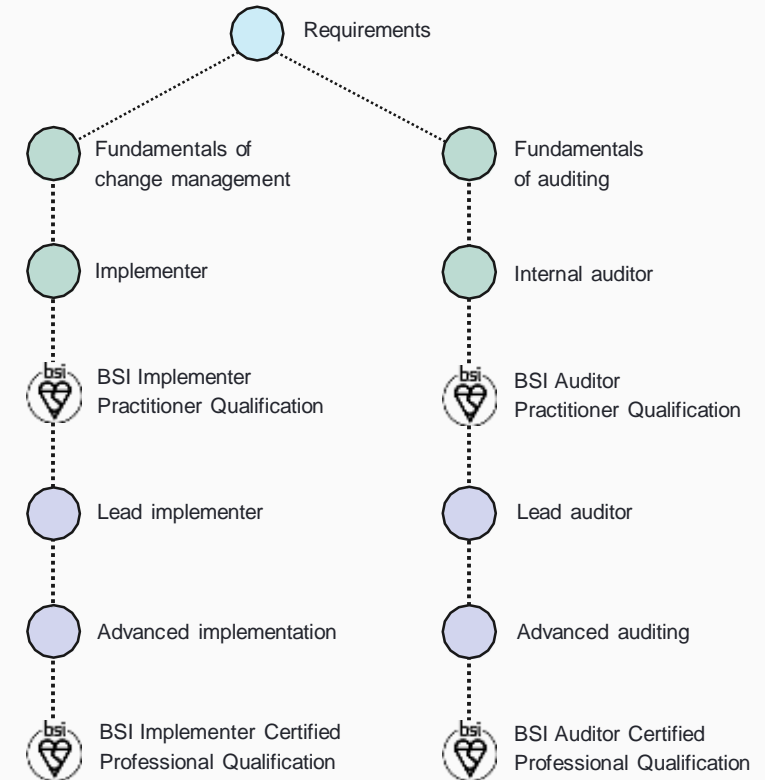 Requirements
Fundamentals of
change management
Fundamentals
of auditing
Implementer
Internal auditor
bsi
BSI Implementer
Practitioner Qualification
bsi
BSI Auditor
Practitioner Qualification
Lead implementer
Lead auditor
Advanced implementation
Advanced auditing
bsi
BSI Implementer Certified
Professional Qualification
bsi
BSI Auditor Certified
Professional Qualification